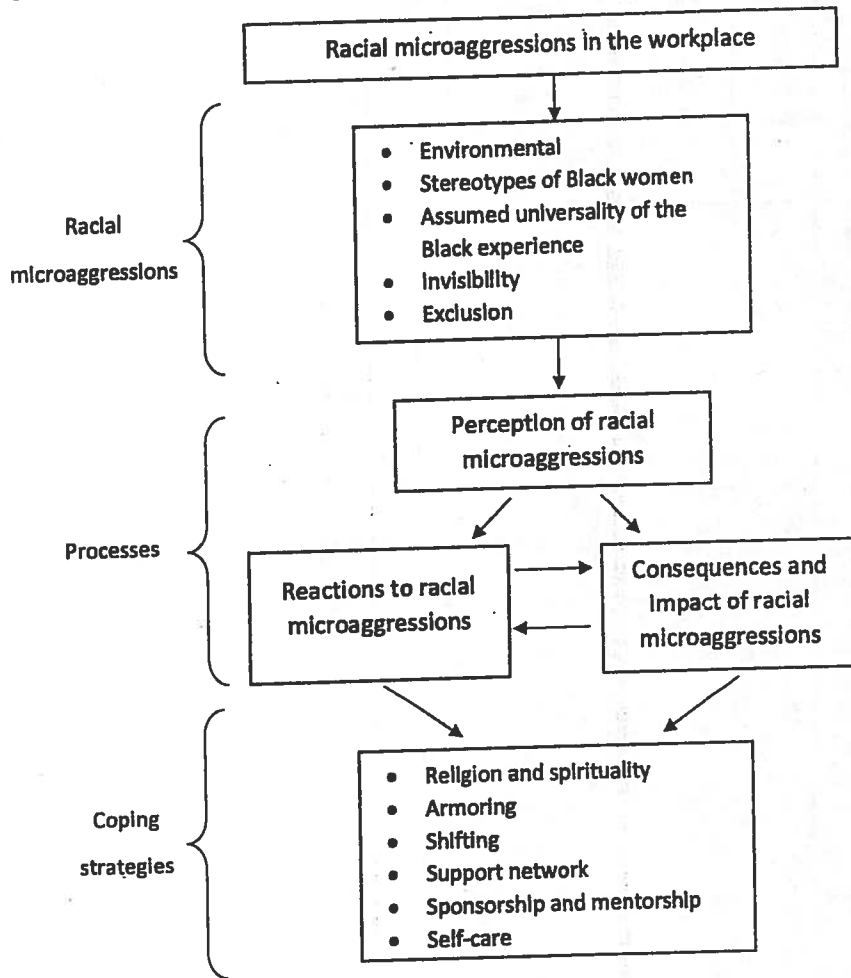 Racial microaggressions in the workplace
Racial
microaggressions
• Environmental
• Stereotypes of Black women
• Assumed universality of the
Black experience
• Invisibility
• Exclusion
Processes
Perception of racial
microaggressions
Reactions to racial
microaggressions
Consequences and
impact of racial
microaggressions
Coping
strategies
• Religion and spirituality
• Armoring
• Shifting
• Support network
• Sponsorship and mentorship
• Self-care